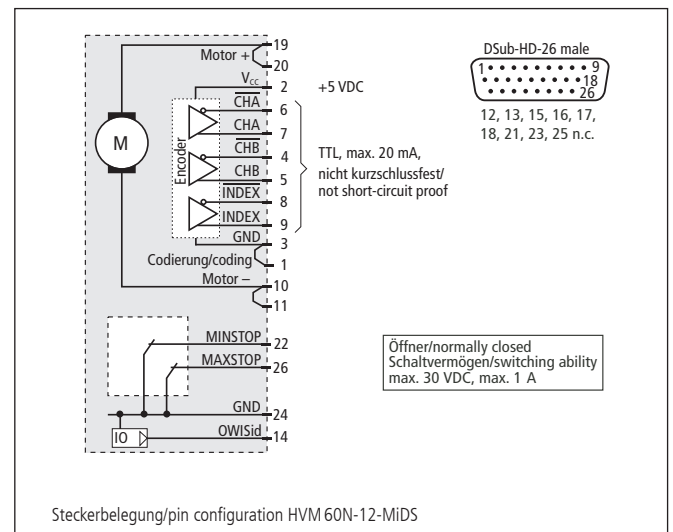 Motor + 19
20
V_CC 2 +5 VDC
CHA 6
CHA 7
CHB 4
CHB 5
INDEX 8
INDEX 9
GND 3
Codierung/coding 1
Motor – 10
11
M
Encoder
TTL, max. 20 mA,
nicht kurzschlussfest/
not short-circuit proof
DSub-HD-26 male
1 9
18
26
12, 13, 15, 16, 17,
18, 21, 23, 25 n.c.
MINSTOP 22
MAXSTOP 26
GND 24
IO OWISid 14
Öffner/normally closed
Schaltvermögen/switching ability
max. 30 VDC, max. 1 A
Steckerbelegung/pin configuration HVM 60N-12-MiDS